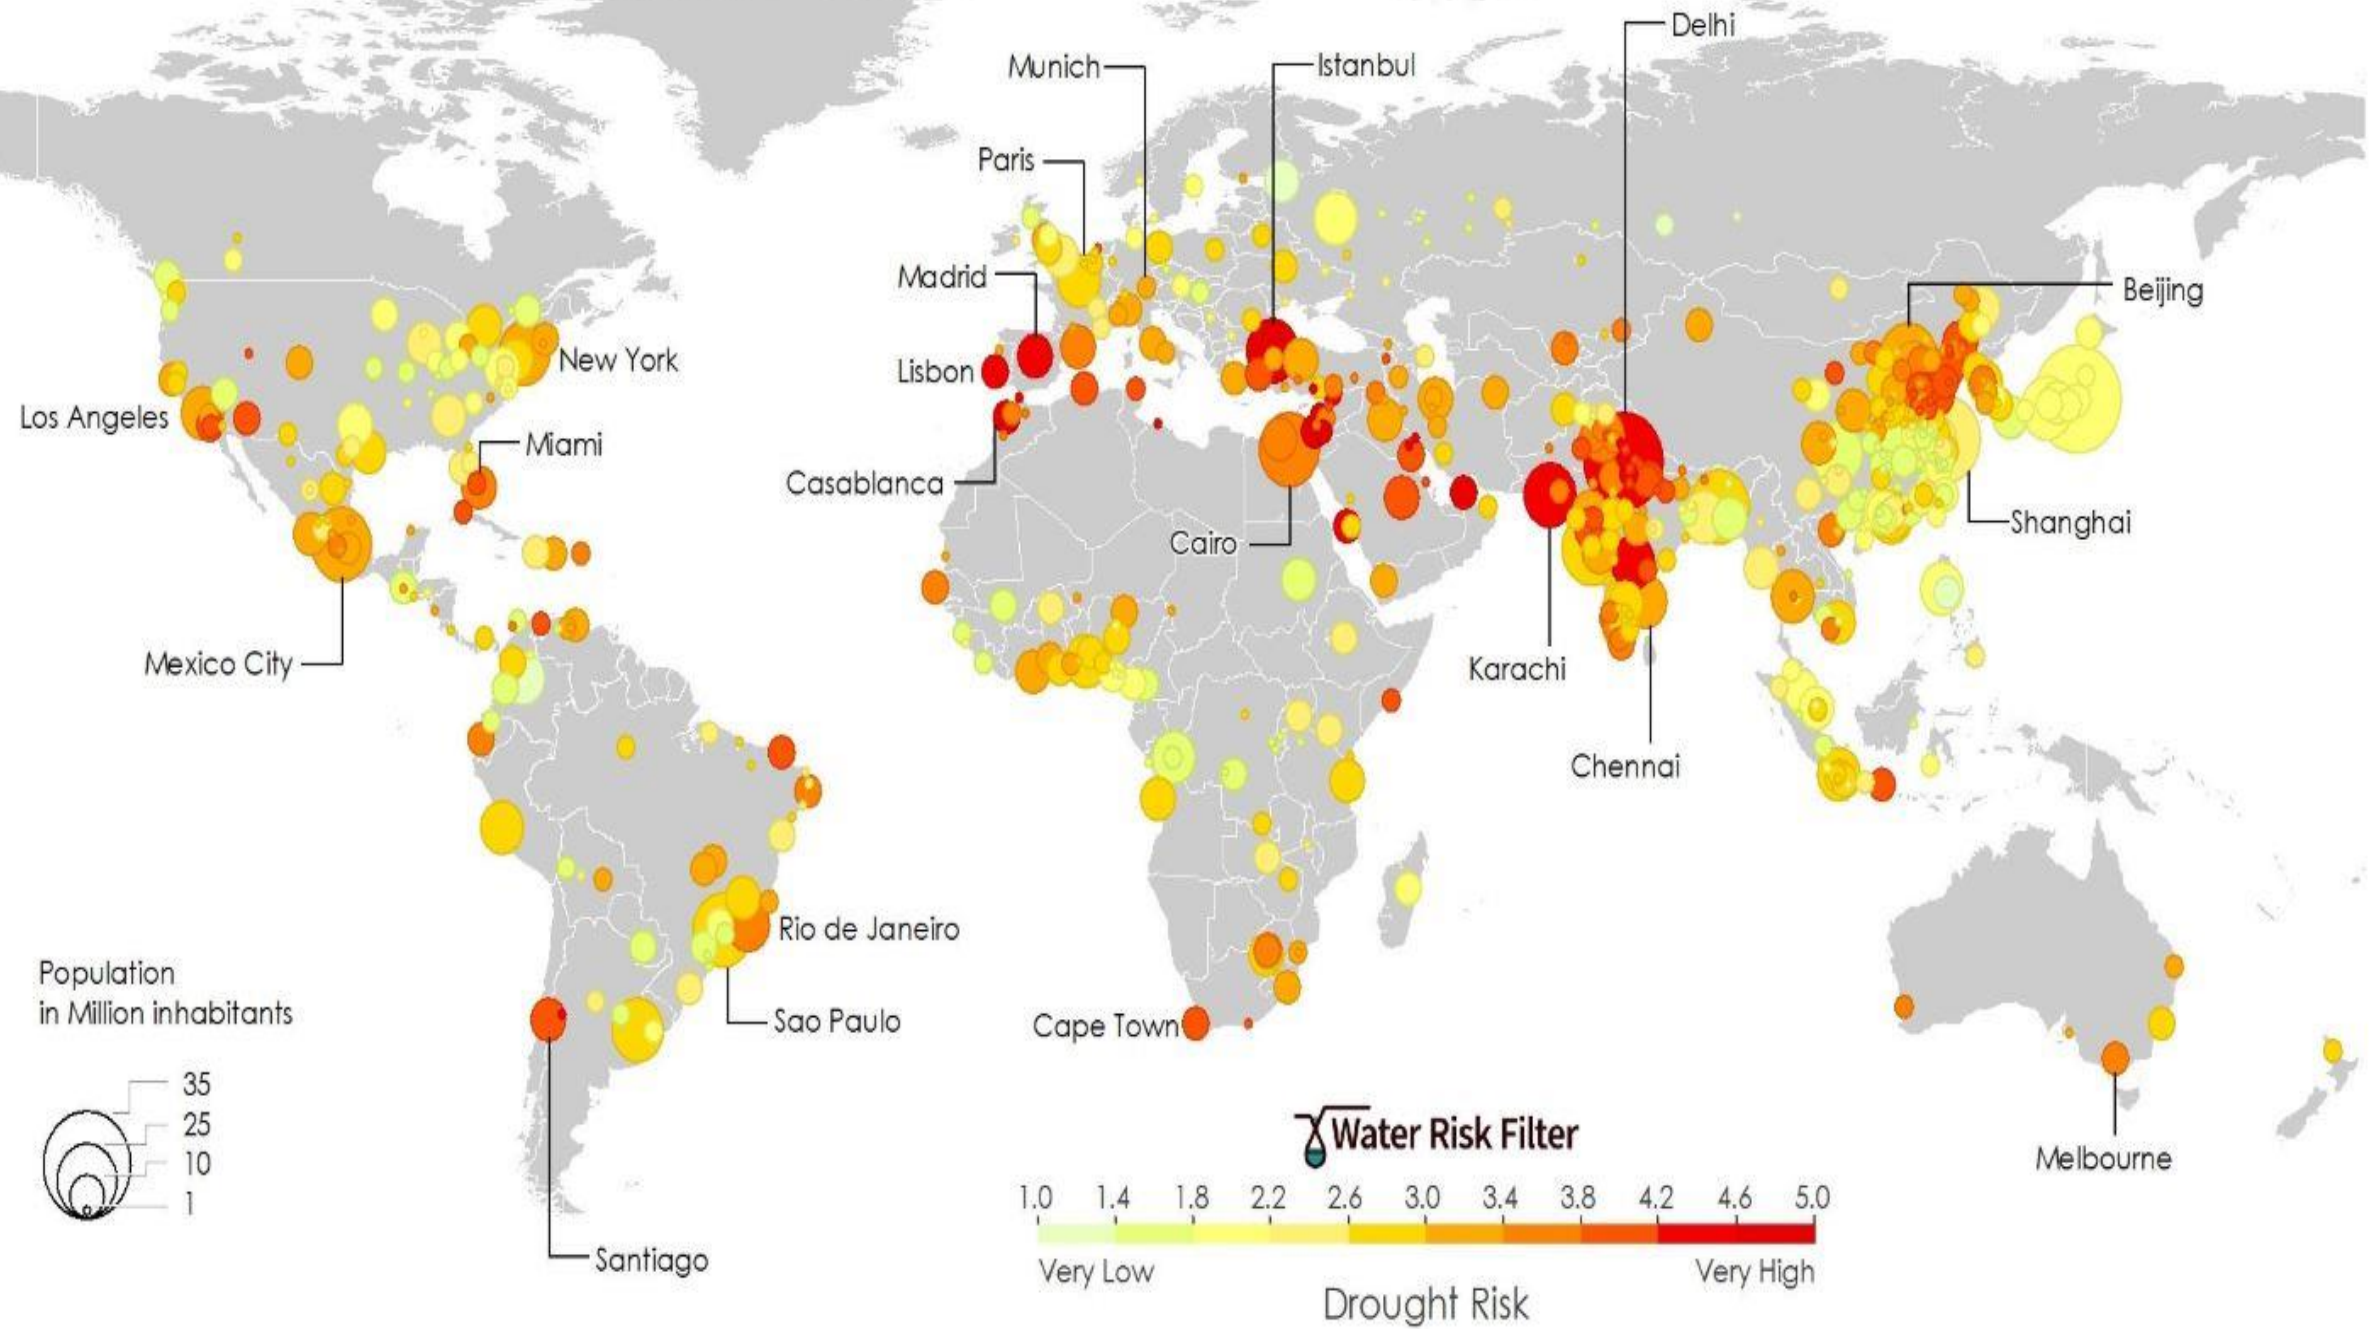 Delhi
Munich
Istanbul
Paris
Madrid
Beijing
Lisbon
New York
Los Angeles
Miami
Casablanca
Shanghai
Cairo
Mexico City
Karachi
Chennai
Rio de Janeiro
Sao Paulo
Cape Town
Population
in Million inhabitants
35
25
10
1
Santiago
Melbourne
Water Risk Filter
1.0 1.4 1.8 2.2 2.6 3.0 3.4 3.8 4.2 4.6 5.0
Very Low Very High
Drought Risk